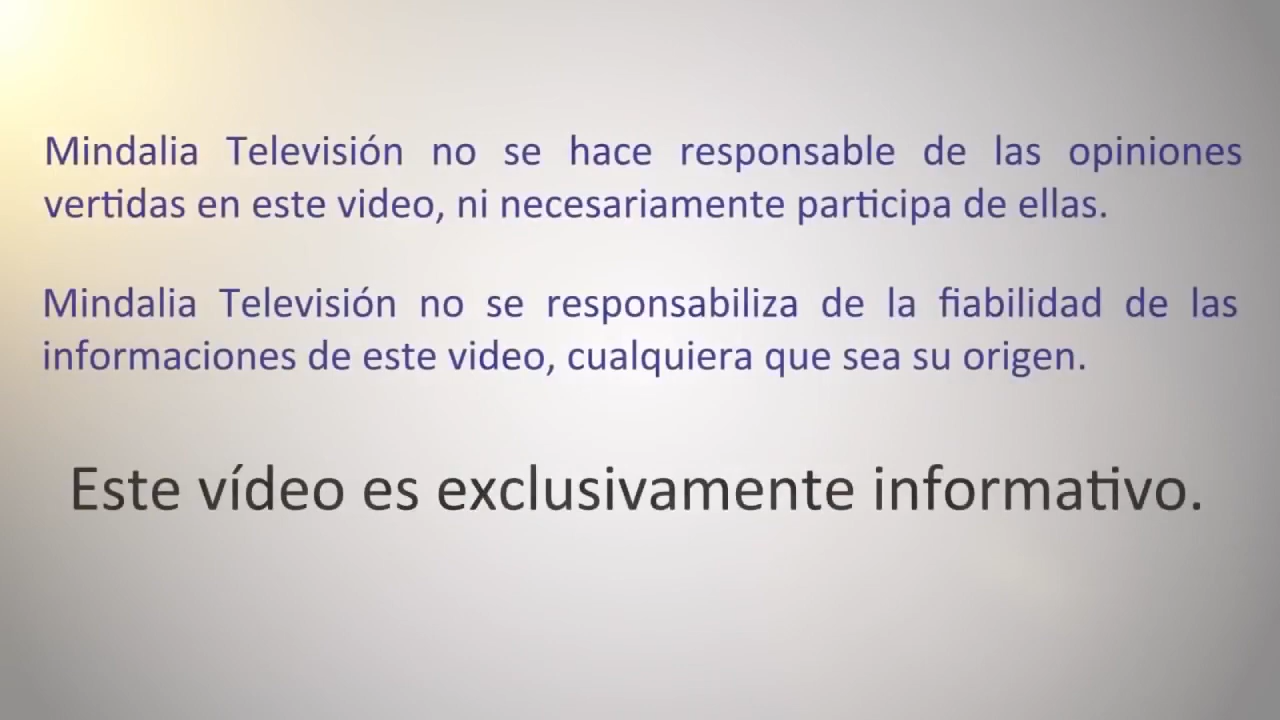 Mindalia Televisión no se hace responsable de las opiniones
vertidas en este video, ni necesariamente participa de ellas.
Mindalia Televisión no se responsabiliza de la fiabilidad de las
informaciones de este video, cualquiera que sea su origen.
Este vídeo es exclusivamente informativo.